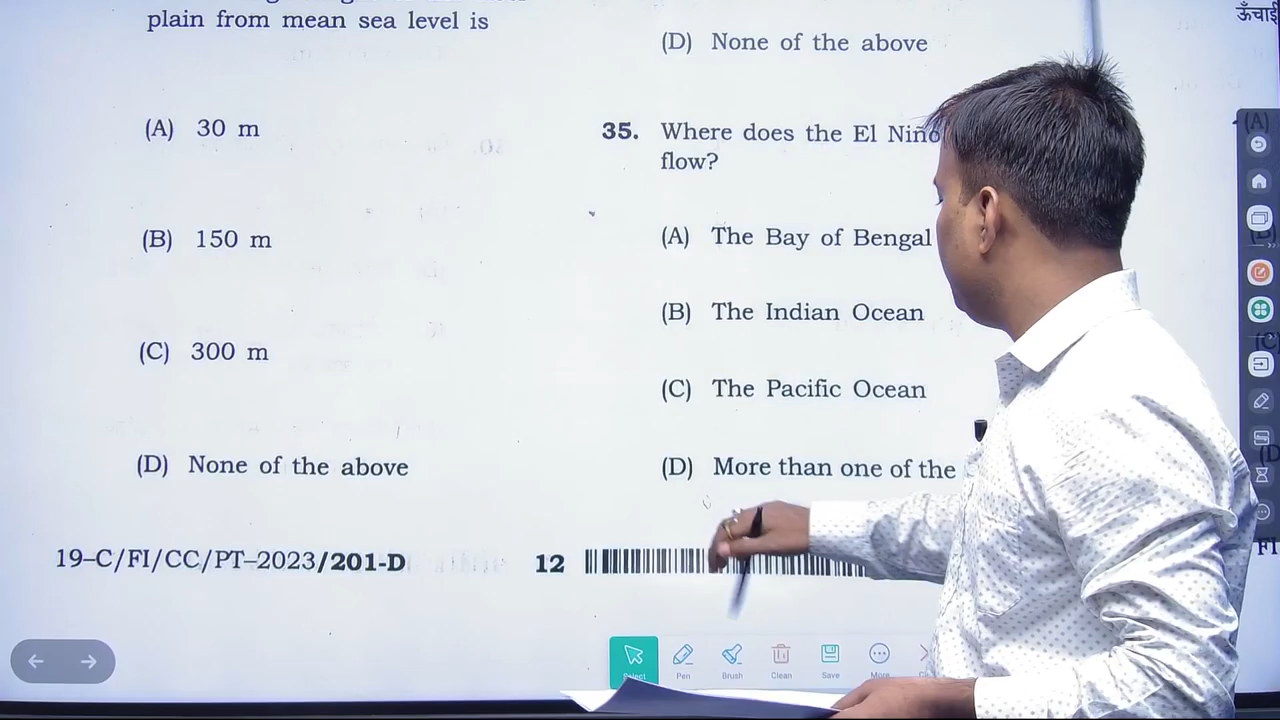 plain from mean sea level is
(A) 30 m
(B) 150 m
(C) 300 m
(D) None of the above
(D) None of the above
35. Where does the El Nino
flow?
(A) The Bay of Bengal
(B) The Indian Ocean
(C) The Pacific Ocean
(D) More than one of the
19–C/FI/CC/PT–2023/201-D
12
ऊँचाई
(A)
FI
Select
Pen
Brush
Clean
Save
More